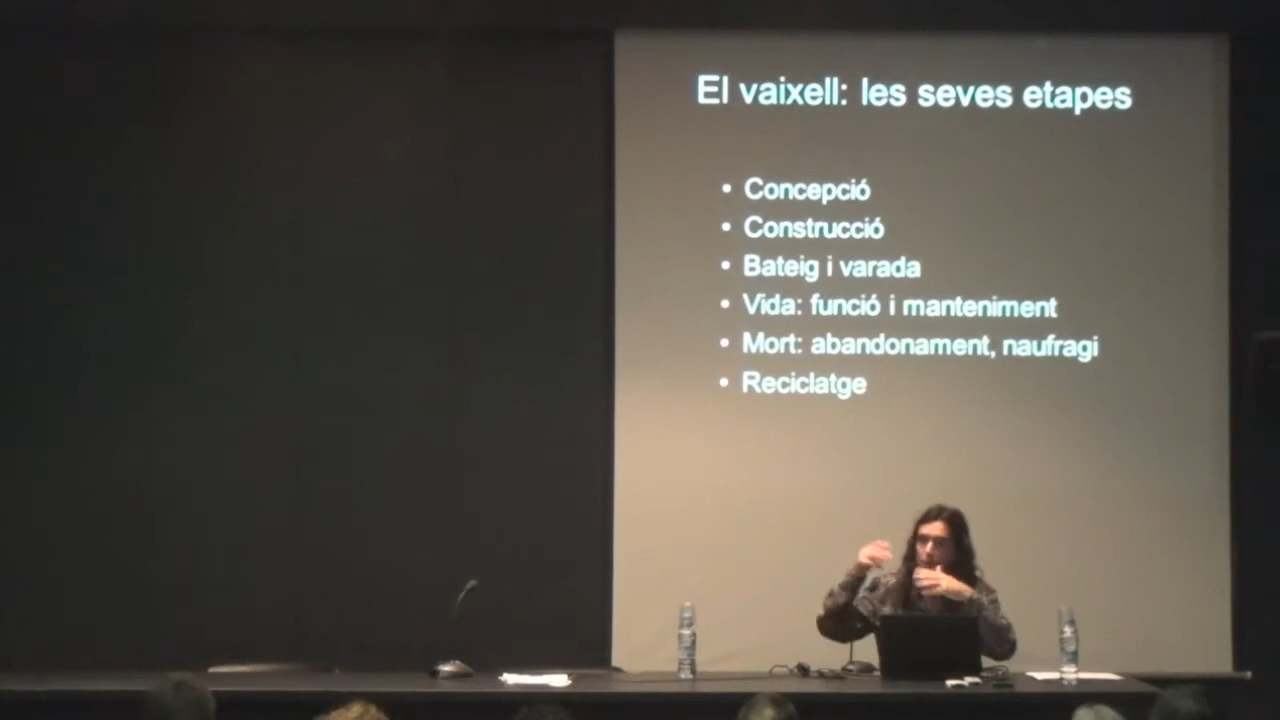 El vaixell: les seves etapes
• Concepció
• Construcció
• Bateig i varada
• Vida: funció i manteniment
• Mort: abandonament, naufragi
• Reciclatge